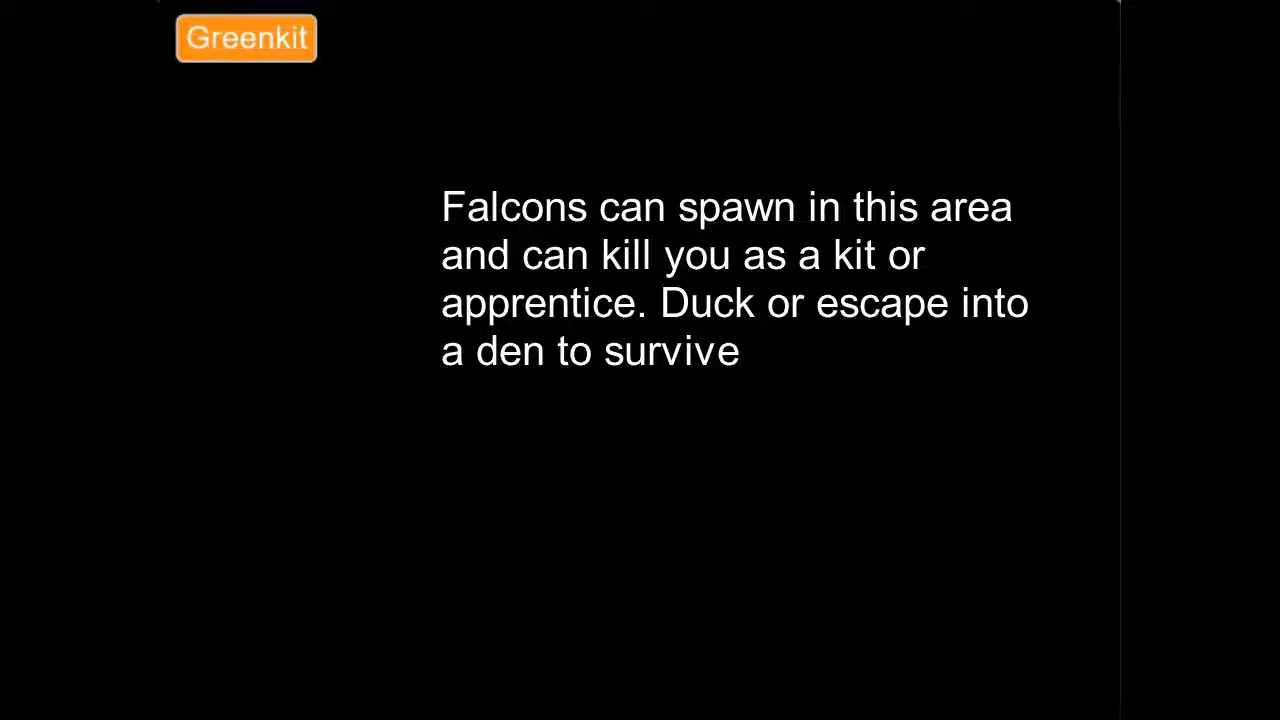 Greenkit
Falcons can spawn in this area
and can kill you as a kit or
apprentice. Duck or escape into
a den to survive